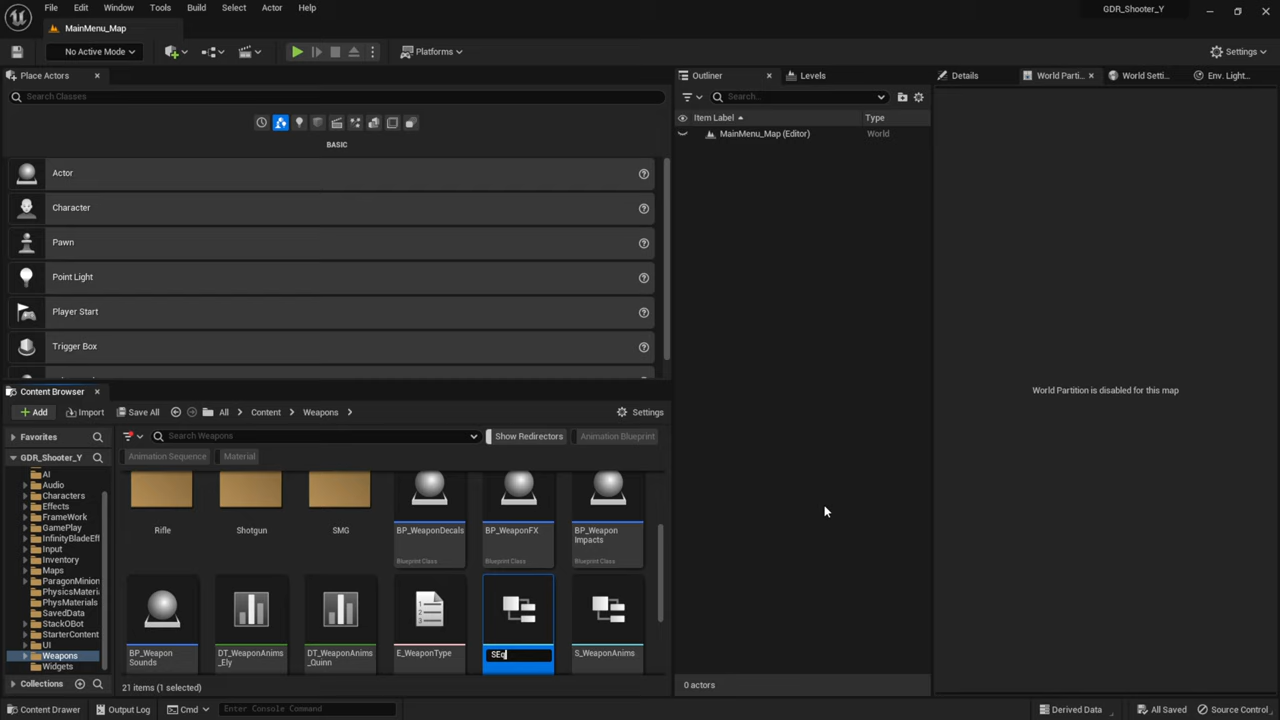 File Edit Window Tools Build Select Actor Help
GDR_Shooter_Y
MainMenu_Map
No Active Mode
Platforms
Settings
Place Actors
Outliner
Levels
Details
World Parti...
World Setti...
Env. Light...
Search Classes
Search...
Item Label
Type
MainMenu_Map (Editor)
World
BASIC
Actor
Character
Pawn
Point Light
Player Start
Trigger Box
World Partition is disabled for this map
Content Browser
Add
Import
Save All
All
Content
Weapons
Settings
Favorites
Search Weapons
Show Redirectors
Animation Blueprint
GDR_Shooter_Y
Animation Sequence
Material
AI
Audio
Characters
Effects
FrameWork
GamePlay
InfinityBladeEff
Input
Inventory
Maps
ParagonMinion
PhysicsMateri
PhysMaterials
SavedData
StackOBot
StarterContent
UI
Weapons
Widgets
Rifle
Shotgun
SMG
BP_WeaponDecals
Blueprint Class
BP_WeaponFX
Blueprint Class
BP_Weapon
Impacts
Blueprint Class
BP_Weapon
Sounds
DT_WeaponAnims
_Ely
DT_WeaponAnims
_Quinn
E_WeaponType
SEq
S_WeaponAnims
Collections
21 items (1 selected)
0 actors
Content Drawer
Output Log
Cmd
Enter Console Command
Derived Data
All Saved
Source Control